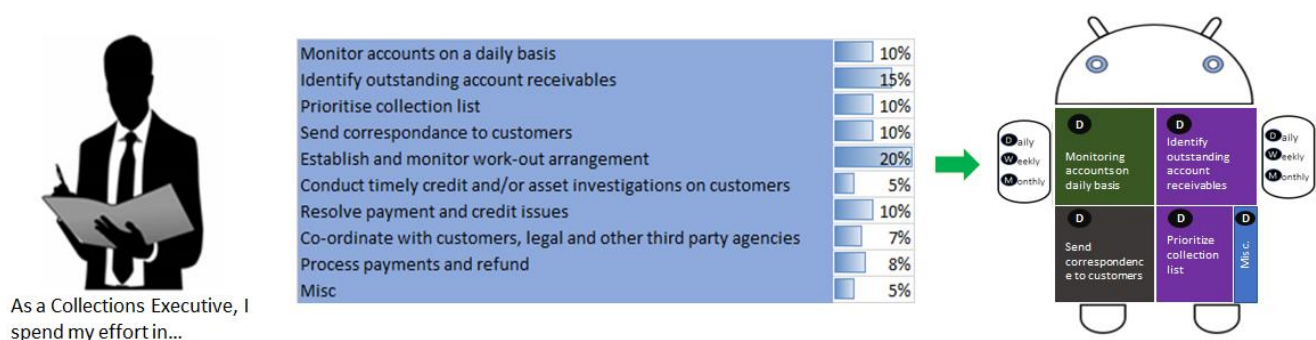 As a Collections Executive, I
spend my effort in...
Monitor accounts on a daily basis 10%
Identify outstanding account receivables 15%
Prioritise collection list 10%
Send correspondance to customers 10%
Establish and monitor work-out arrangement 20%
Conduct timely credit and/or asset investigations on customers 5%
Resolve payment and credit issues 10%
Co-ordinate with customers, legal and other third party agencies 7%
Process payments and refund 8%
Misc 5%
Daily
Weekly
Monthly
D
Monitoring
accounts on
daily basis
D
Identify
outstanding
account
receivables
D
Send
correspondenc
e to customers
D
Prioritize
collection
list
D
Misc.
Daily
Weekly
Monthly